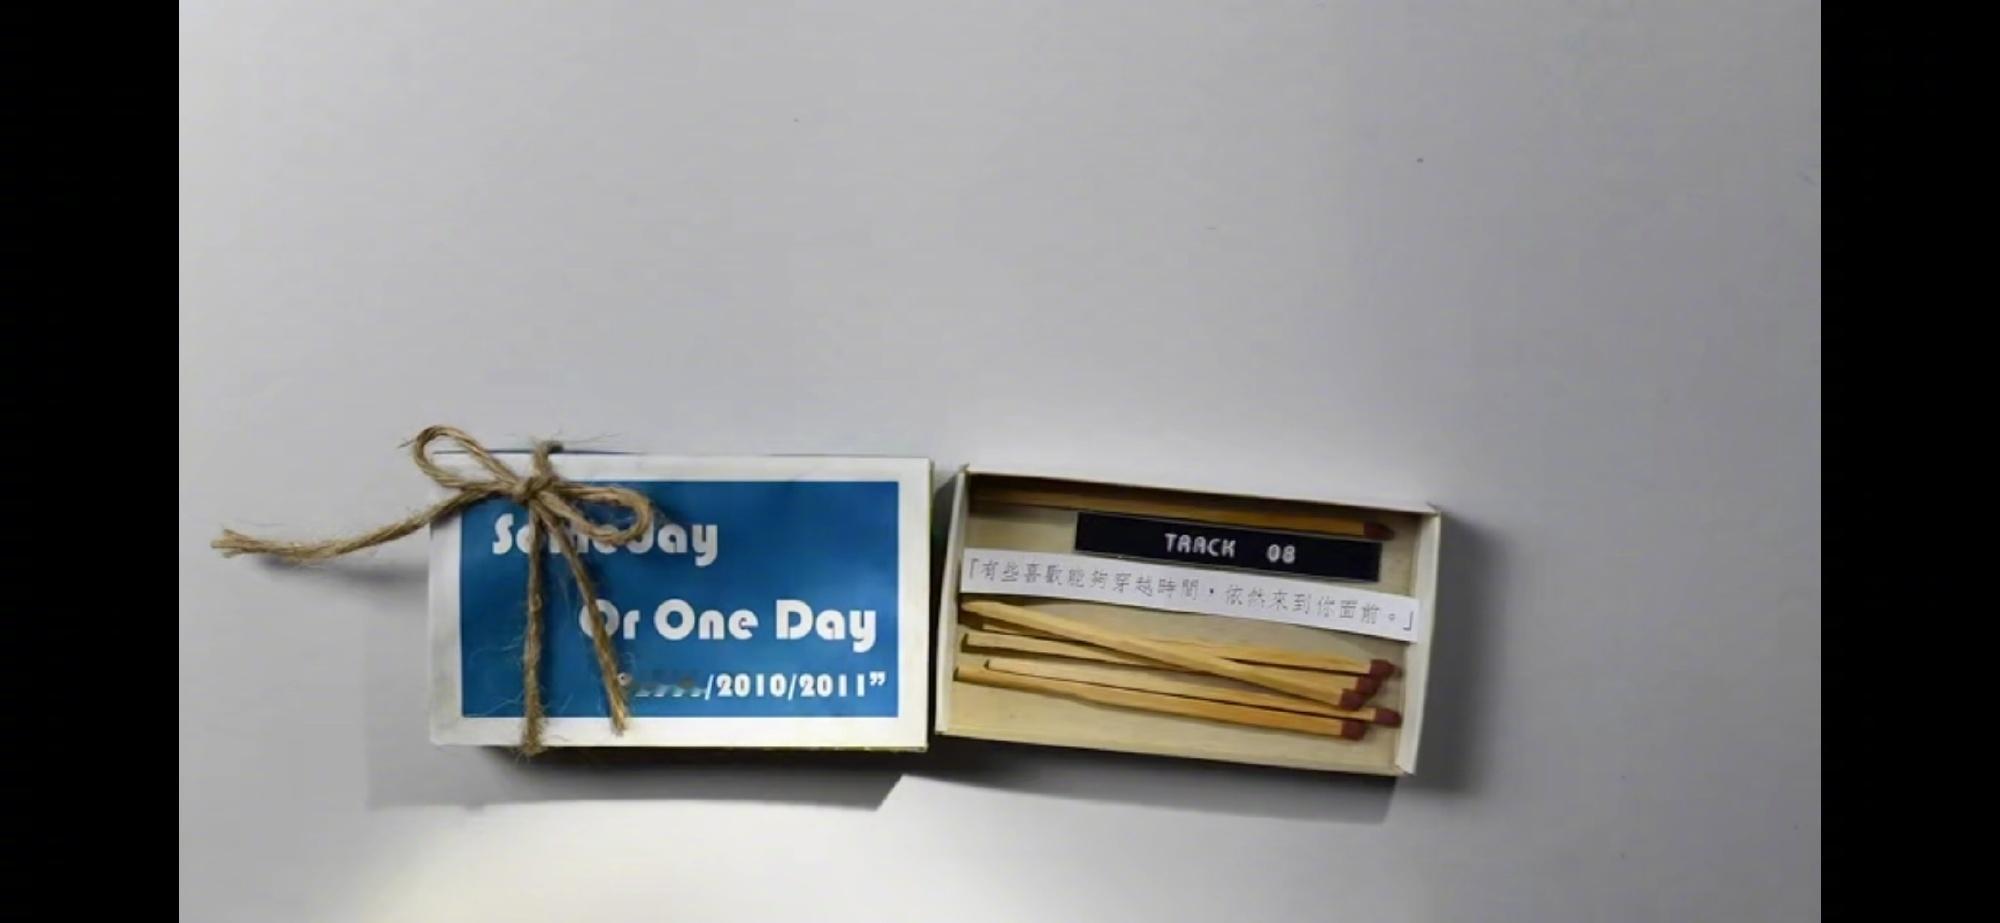 Someday
Or One Day
/2010/2011”
TRACK 08
「有些喜歡能夠穿越時間，依然來到你面前。」